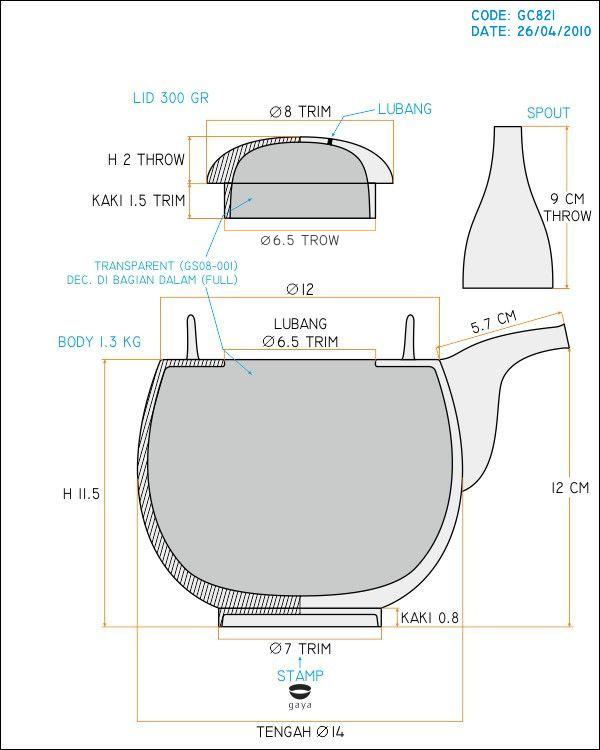 CODE: GC821
DATE: 26/04/2010
LID 300 GR
Ø8 TRIM
LUBANG
SPOUT
H 2 THROW
KAKI 1.5 TRIM
9 CM
THROW
Ø6.5 TROW
TRANSPARENT (GS08-001)
DEC. DI BAGIAN DALAM (FULL)
Ø12
5.7 CM
LUBANG
Ø6.5 TRIM
BODY 1.3 KG
H 11.5
12 CM
KAKI 0.8
Ø7 TRIM
STAMP
gaya
TENGAH Ø14